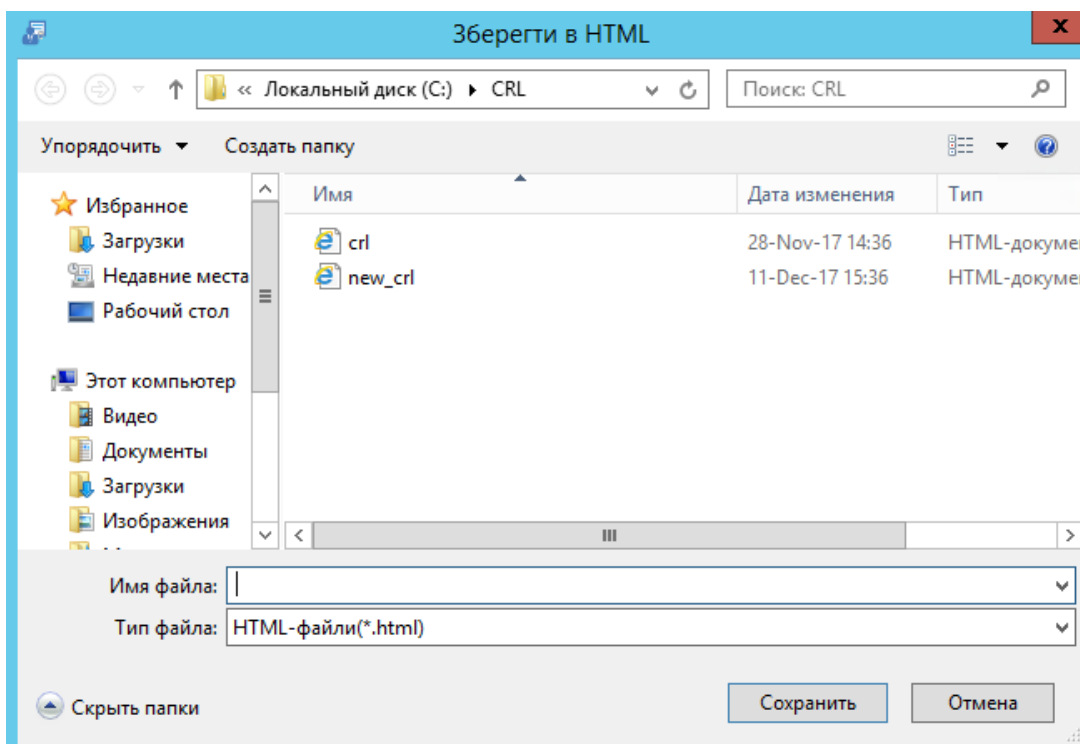 Зберегти в HTML
« Локальный диск (C:) ▸ CRL
Поиск: CRL
Упорядочить ▾ Создать папку
Имя Дата изменения Тип
Избранное
Загрузки
Недавние места
Рабочий стол
Этот компьютер
Видео
Документы
Загрузки
Изображения
crl 28-Nov-17 14:36 HTML-докуме
new_crl 11-Dec-17 15:36 HTML-докуме
Имя файла:
Тип файла: HTML-файли(*.html)
Скрыть папки Сохранить Отмена